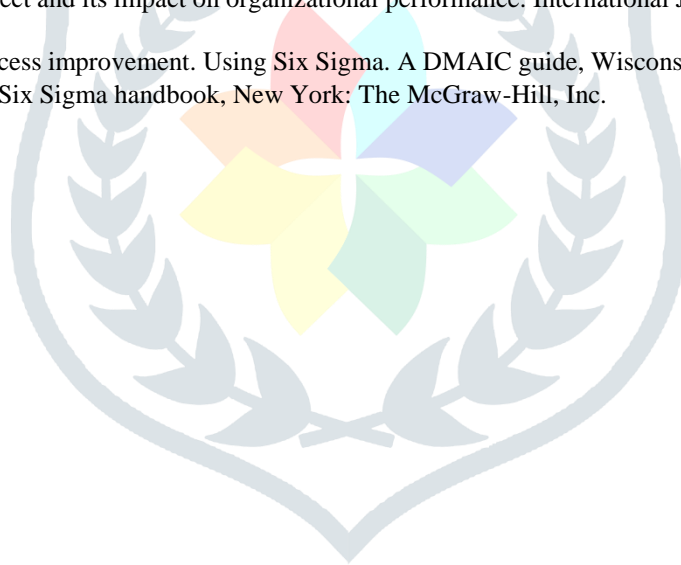 ect and its impact on organizational performance. International J
cess improvement. Using Six Sigma. A DMAIC guide, Wiscons
Six Sigma handbook, New York: The McGraw-Hill, Inc.